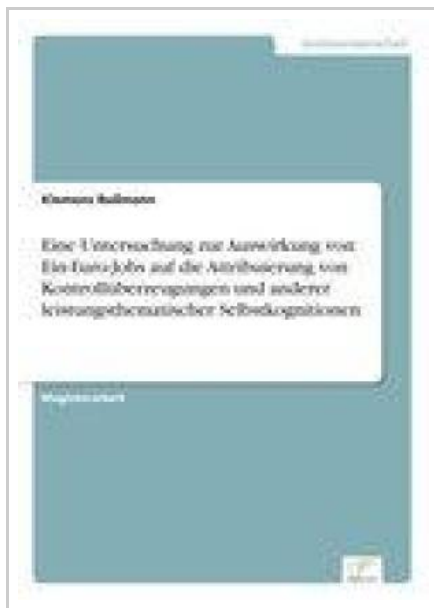 Klemens Rußmann
Eine Untersuchung zur Auswirkung von
Ein-Euro-Jobs auf die Attribuierung von
Kontrollüberzeugungen und anderer
leistungsthematischer Selbstkognitionen
Magisterarbeit